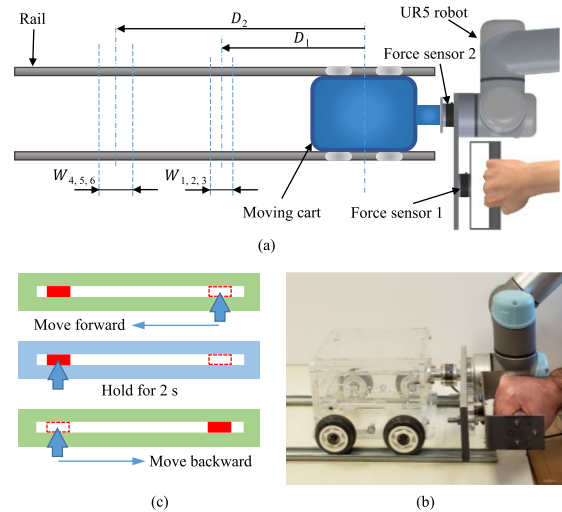 Rail
D2
D1
UR5 robot
Force sensor 2
W4, 5, 6
W1, 2, 3
Moving cart
Force sensor 1
(a)
Move forward
Hold for 2 s
Move backward
(c)
(b)